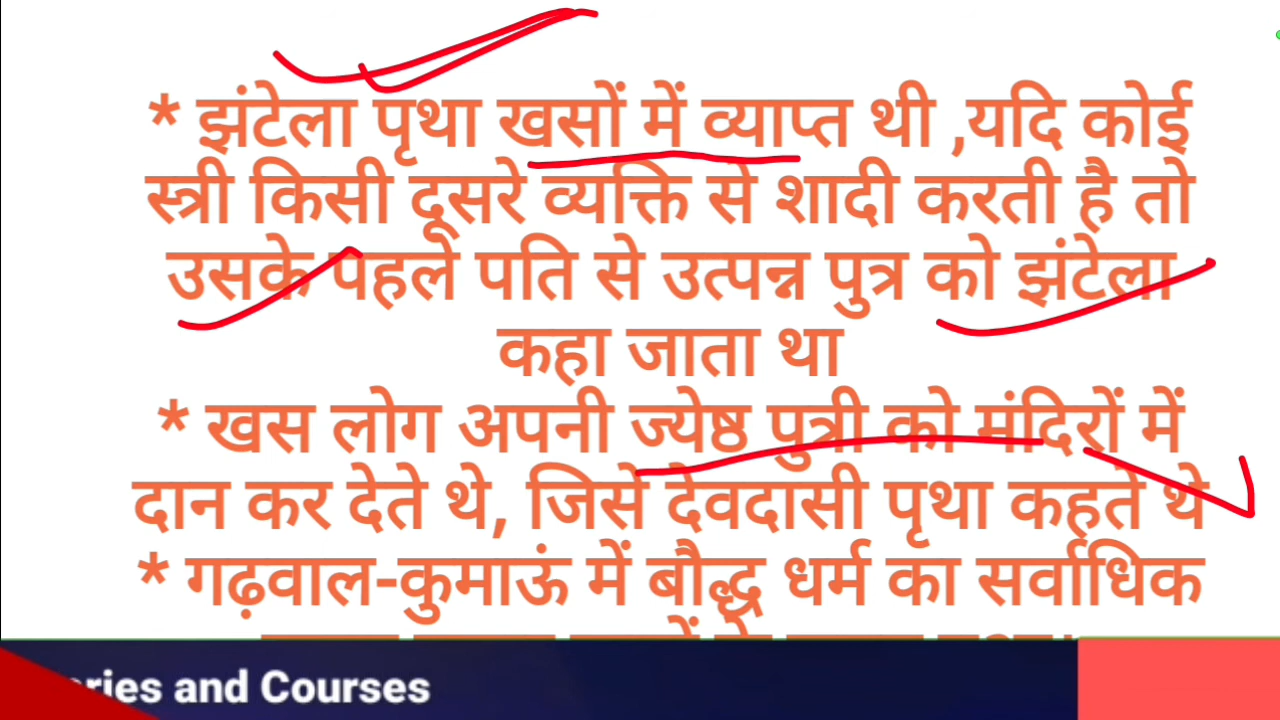 * झंटेला पृथा खसों में व्याप्त थी ,यदि कोई
स्त्री किसी दूसरे व्यक्ति से शादी करती है तो
उसके पहले पति से उत्पन्न पुत्र को झंटेला
कहा जाता था
* खस लोग अपनी ज्येष्ठ पुत्री को मंदिरों में
दान कर देते थे, जिसे देवदासी पृथा कहते थे
* गढ़वाल-कुमाऊं में बौद्ध धर्म का सर्वाधिक
and Courses